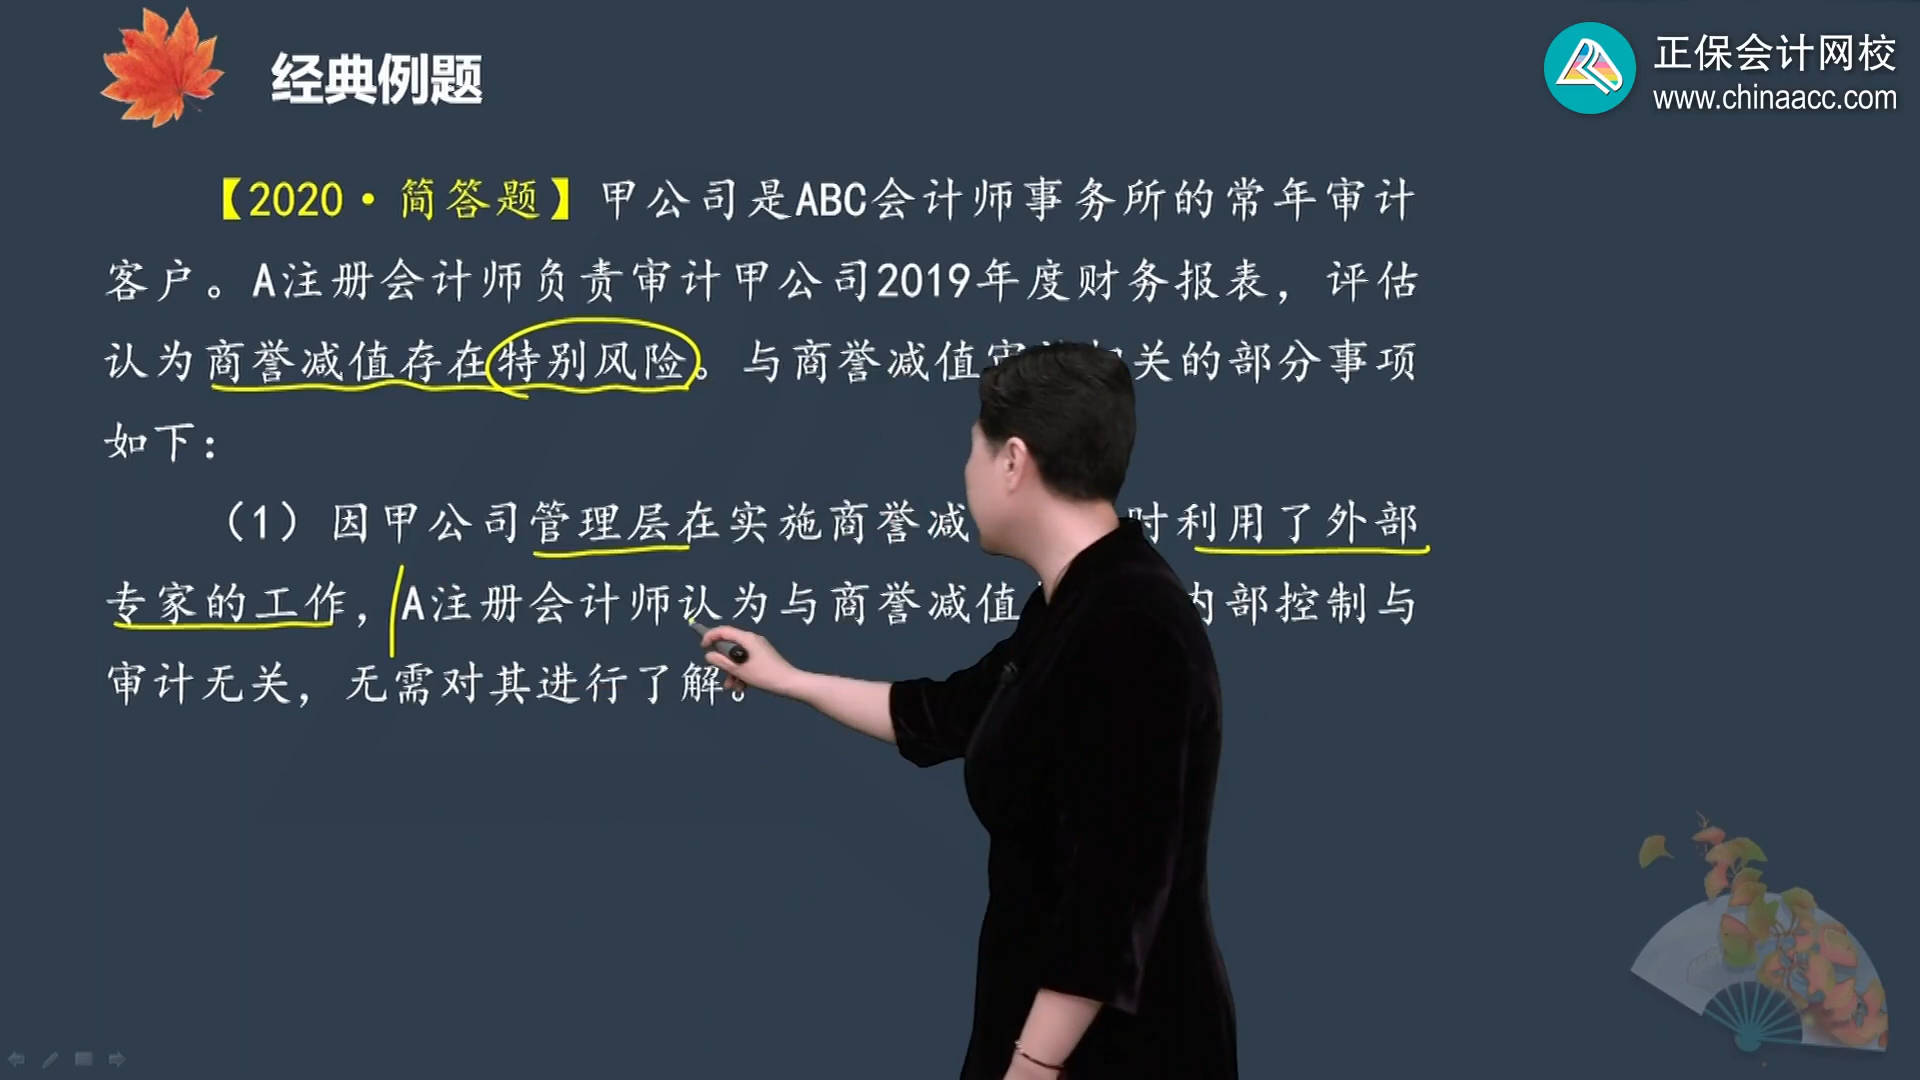 经典例题
正保会计网校
www.chinaacc.com
【2020·简答题】甲公司是ABC会计师事务所的常年审计
客户。A注册会计师负责审计甲公司2019年度财务报表，评估
认为商誉减值存在特别风险。与商誉减值 关的部分事项
如下：
（1）因甲公司管理层在实施商誉减 时利用了外部
专家的工作，A注册会计师认为与商誉减值 内部控制与
审计无关，无需对其进行了解。